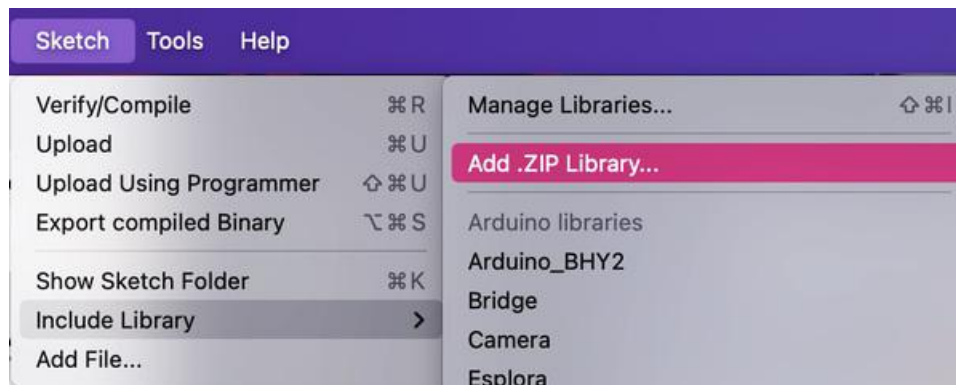 Sketch Tools Help
Verify/Compile ⌘R
Upload ⌘U
Upload Using Programmer ⇧⌘U
Export compiled Binary ⌥⌘S
Show Sketch Folder ⌘K
Include Library >
Add File...
Manage Libraries... ⇧⌘I
Add .ZIP Library...
Arduino libraries
Arduino_BHY2
Bridge
Camera
Esplora